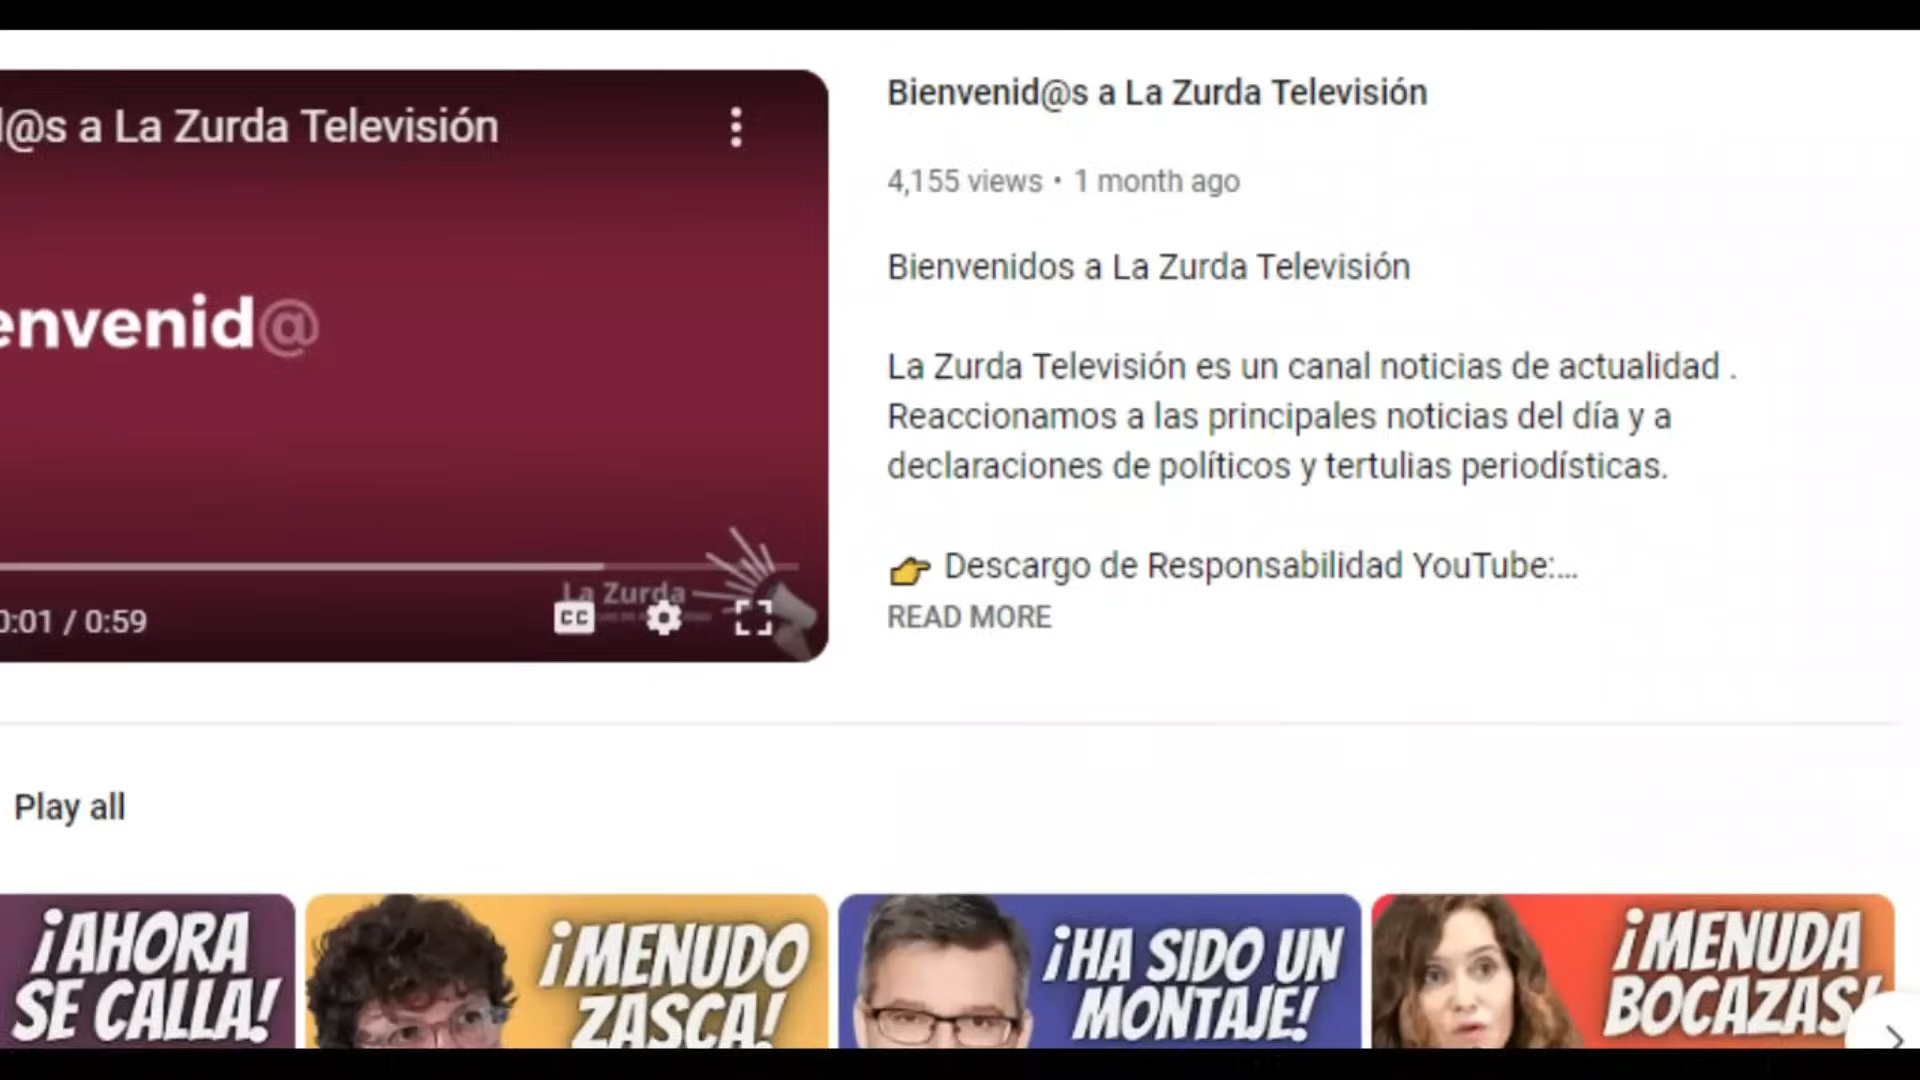 d@s a La Zurda Televisión
envenid@
La Zurda
0:01 / 0:59
CC
Bienvenid@s a La Zurda Televisión
4,155 views • 1 month ago
Bienvenidos a La Zurda Televisión
La Zurda Televisión es un canal noticias de actualidad .
Reaccionamos a las principales noticias del día y a
declaraciones de políticos y tertulias periodísticas.
👉 Descargo de Responsabilidad YouTube:...
READ MORE
Play all
¡AHORA
SE CALLA!
¡MENUDO
ZASCA!
¡HA SIDO UN
MONTAJE!
¡MENUDA
BOCAZAS!